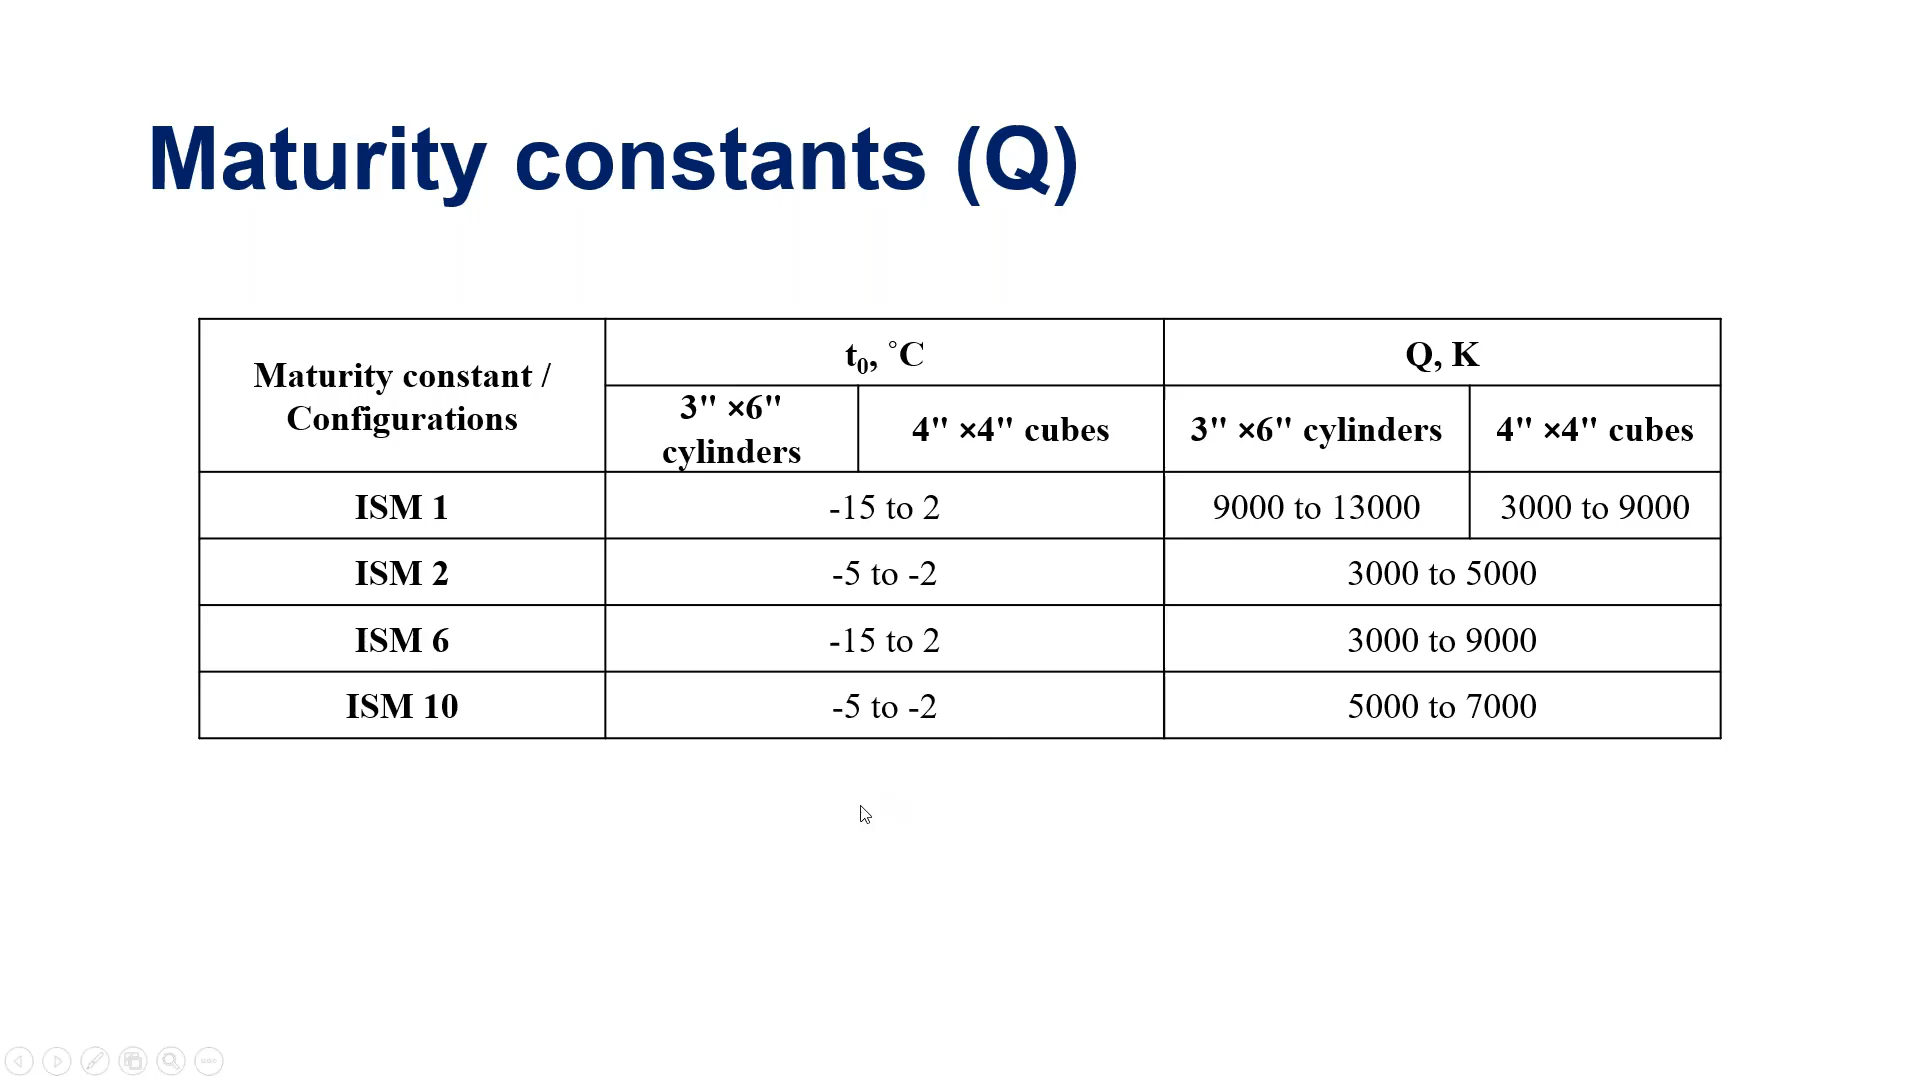 Maturity constants (Q)
Maturity constant /
Configurations
t₀, ˚C
Q, K
3" ×6"
cylinders
4" ×4" cubes
3" ×6" cylinders
4" ×4" cubes
ISM 1
-15 to 2
9000 to 13000
3000 to 9000
ISM 2
-5 to -2
3000 to 5000
ISM 6
-15 to 2
3000 to 9000
ISM 10
-5 to -2
5000 to 7000